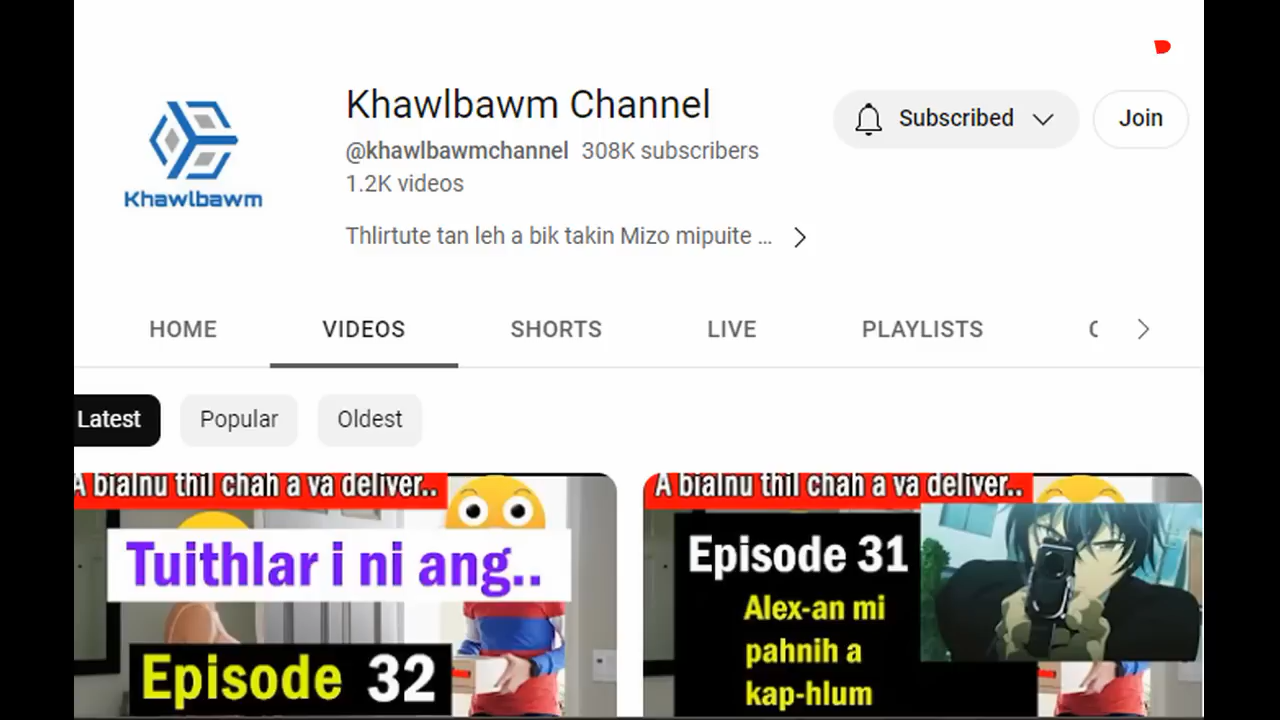 Khawlbawm Channel
Subscribed
Join
@khawlbawmchannel 308K subscribers
1.2K videos
Khawlbawm
Thlirtute tan leh a bik takin Mizo mipuite ...
HOME VIDEOS SHORTS LIVE PLAYLISTS
Latest Popular Oldest
A bialnu thil chah a va deliver..
Tuithlar i ni ang..
Episode 32
A bialnu thil chah a va deliver..
Episode 31
Alex-an mi
pahnih a
kap-hlum